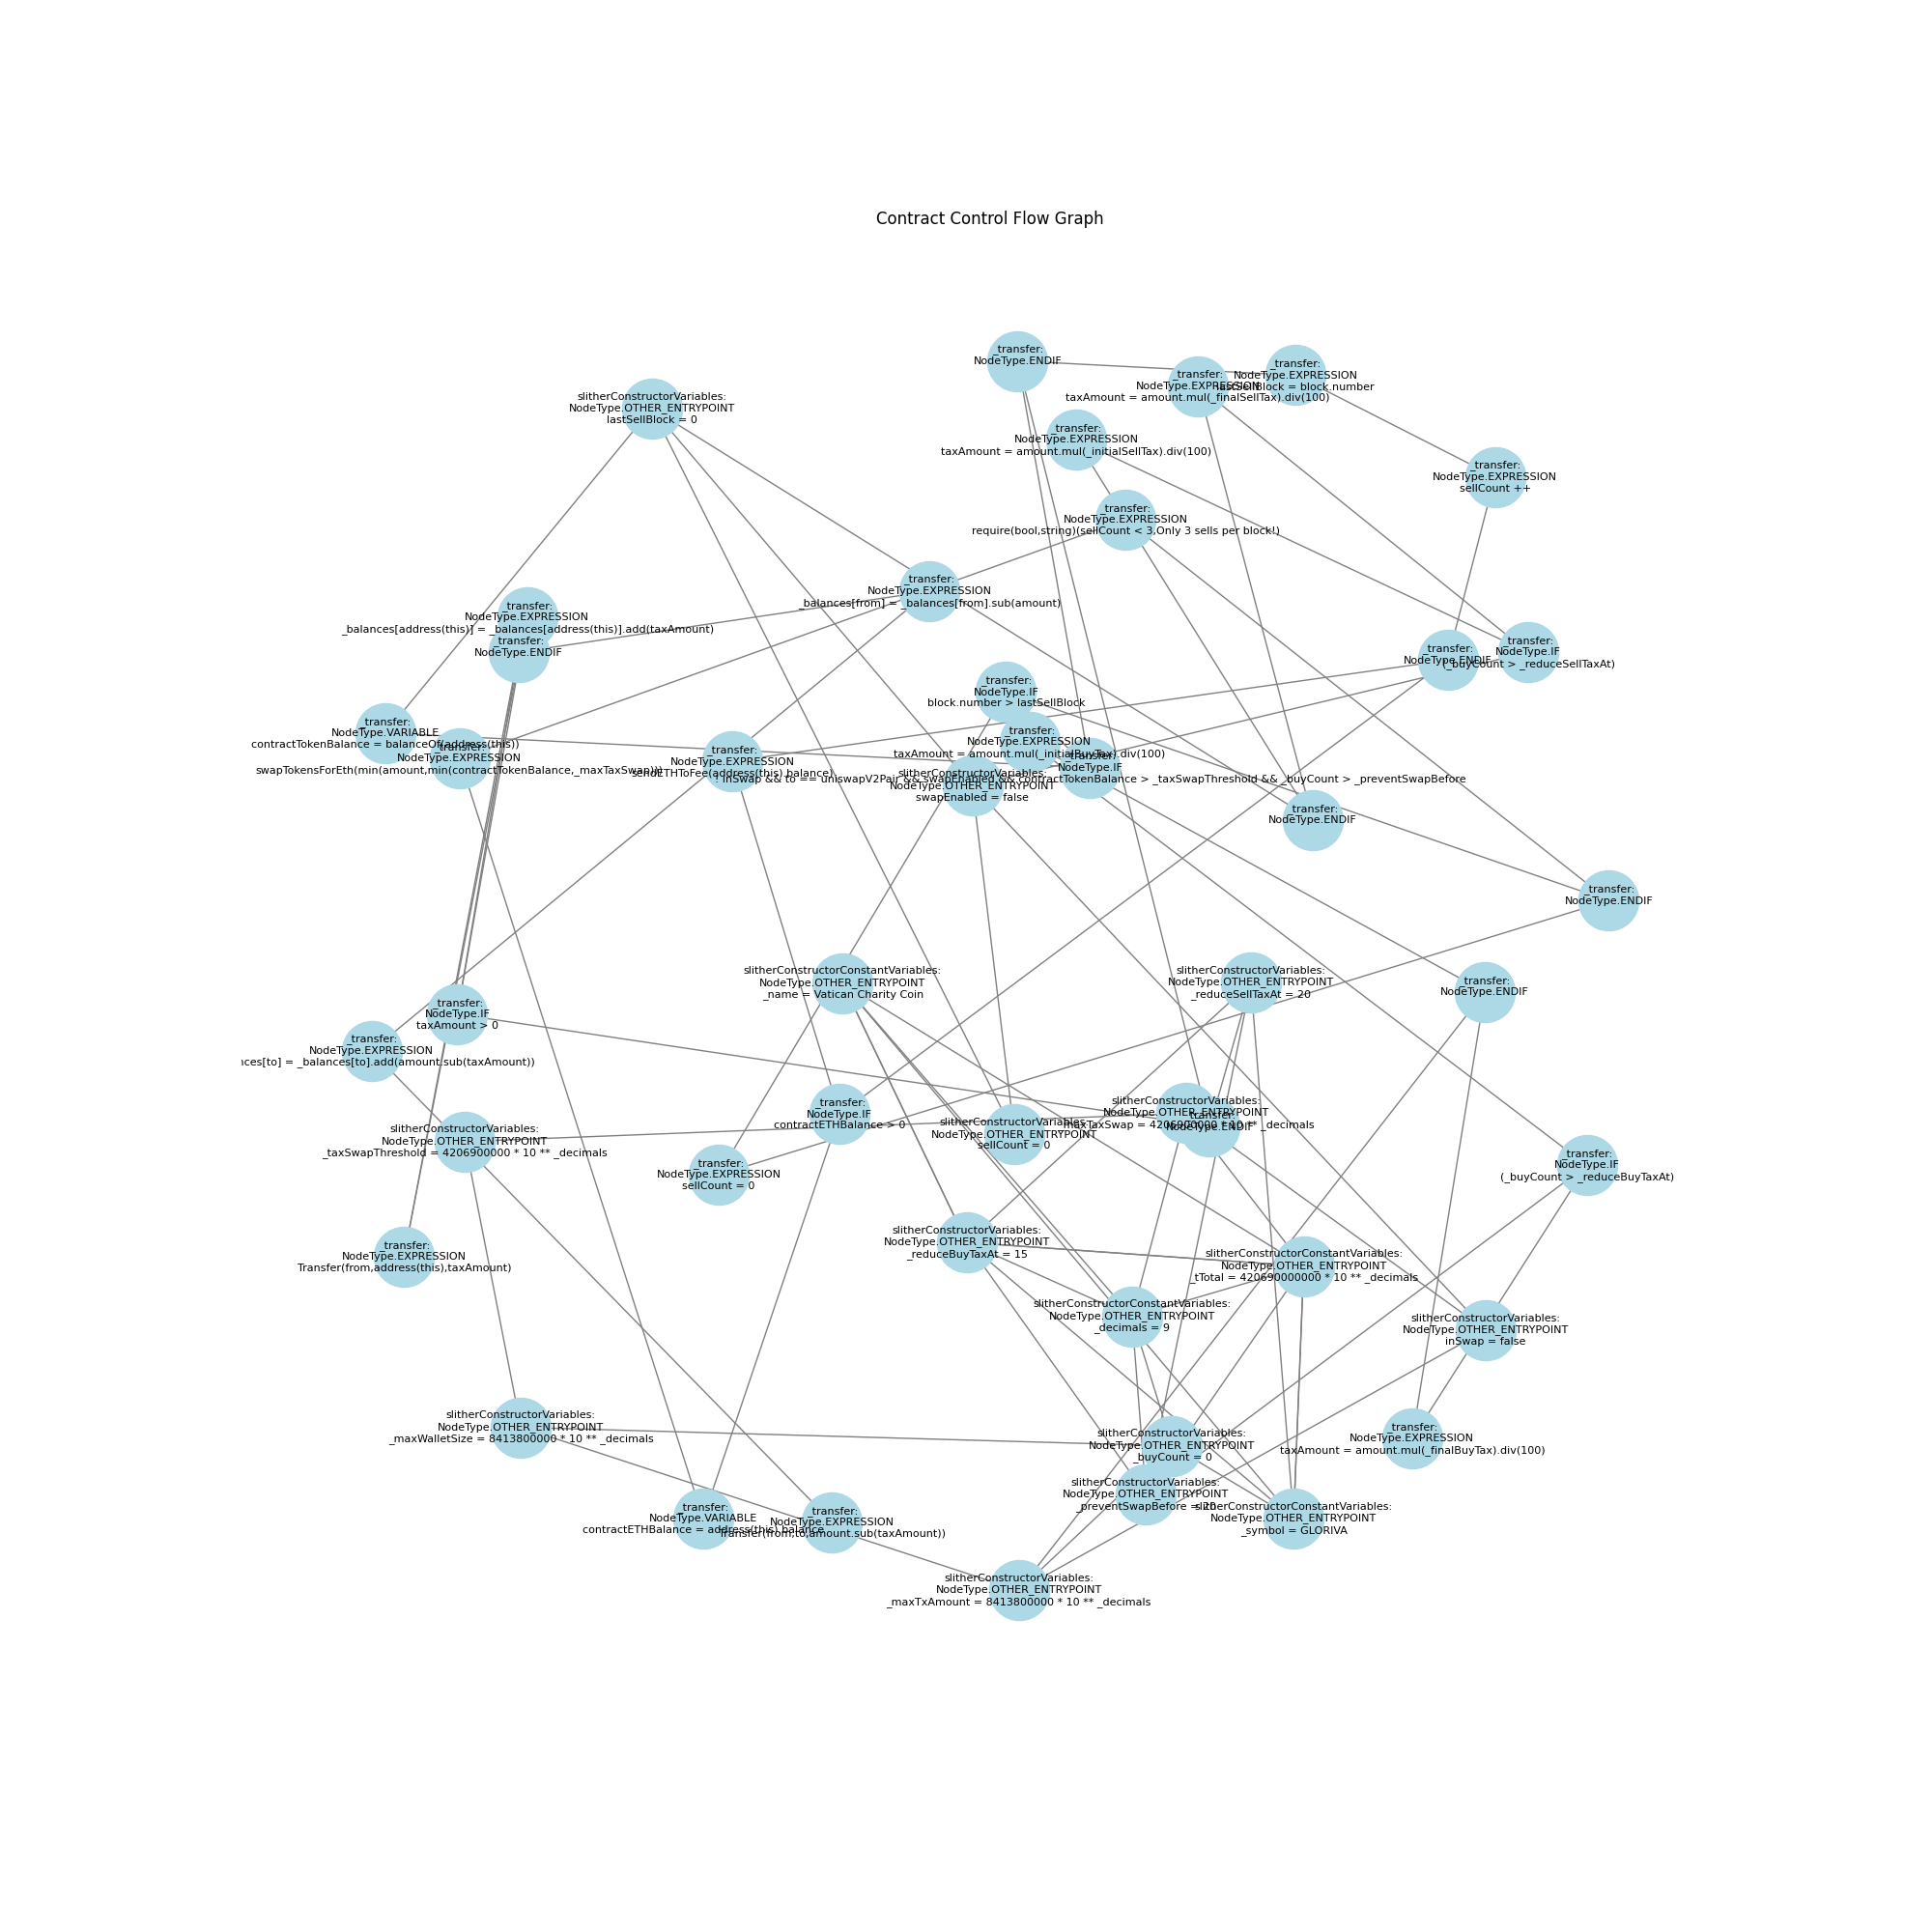 Contract Control Flow Graph
_transfer:
NodeType.ENDIF
_transfer:
NodeType.EXPRESSION
lastSellBlock = block.number
_transfer:
NodeType.EXPRESSION
taxAmount = amount.mul(_finalSellTax).div(100)
slitherConstructorVariables:
NodeType.OTHER_ENTRYPOINT
lastSellBlock = 0
_transfer:
NodeType.EXPRESSION
taxAmount = amount.mul(_initialSellTax).div(100)
_transfer:
NodeType.EXPRESSION
sellCount ++
_transfer:
NodeType.EXPRESSION
require(bool,string)(sellCount < 3,Only 3 sells per block!)
_transfer:
NodeType.EXPRESSION
_balances[from] = _balances[from].sub(amount)
_transfer:
NodeType.EXPRESSION
_balances[address(this)] = _balances[address(this)].add(taxAmount)
_transfer:
NodeType.ENDIF
_transfer:
NodeType.ENDIF
_transfer:
NodeType.IF
(_buyCount > _reduceSellTaxAt)
_transfer:
NodeType.IF
block.number > lastSellBlock
_transfer:
NodeType.VARIABLE
contractTokenBalance = balanceOf(address(this))
_transfer:
NodeType.EXPRESSION
swapTokensForEth(min(amount,min(contractTokenBalance,_maxTaxSwap)))
_transfer:
NodeType.EXPRESSION
sendETHToFee(address(this).balance)
_transfer:
NodeType.EXPRESSION
taxAmount = amount.mul(_initialBuyTax).div(100)
_transfer:
NodeType.IF
! inSwap && to == uniswapV2Pair && swapEnabled && contractTokenBalance > _taxSwapThreshold && _buyCount > _preventSwapBefore
slitherConstructorVariables:
NodeType.OTHER_ENTRYPOINT
swapEnabled = false
_transfer:
NodeType.ENDIF
_transfer:
NodeType.ENDIF
slitherConstructorConstantVariables:
NodeType.OTHER_ENTRYPOINT
_name = Vatican Charity Coin
slitherConstructorVariables:
NodeType.OTHER_ENTRYPOINT
_reduceSellTaxAt = 20
_transfer:
NodeType.ENDIF
_transfer:
NodeType.IF
taxAmount > 0
_transfer:
NodeType.EXPRESSION
nces[to] = _balances[to].add(amount.sub(taxAmount))
_transfer:
NodeType.IF
contractETHBalance > 0
slitherConstructorVariables:
NodeType.OTHER_ENTRYPOINT
_maxTaxSwap = 4206900000 * 10 ** _decimals
_transfer:
NodeType.ENDIF
slitherConstructorVariables:
NodeType.OTHER_ENTRYPOINT
sellCount = 0
slitherConstructorVariables:
NodeType.OTHER_ENTRYPOINT
_taxSwapThreshold = 4206900000 * 10 ** _decimals
_transfer:
NodeType.EXPRESSION
sellCount = 0
_transfer:
NodeType.IF
(_buyCount > _reduceBuyTaxAt)
slitherConstructorVariables:
NodeType.OTHER_ENTRYPOINT
_reduceBuyTaxAt = 15
_transfer:
NodeType.EXPRESSION
Transfer(from,address(this),taxAmount)
slitherConstructorConstantVariables:
NodeType.OTHER_ENTRYPOINT
_tTotal = 420690000000 * 10 ** _decimals
slitherConstructorConstantVariables:
NodeType.OTHER_ENTRYPOINT
_decimals = 9
slitherConstructorVariables:
NodeType.OTHER_ENTRYPOINT
inSwap = false
slitherConstructorVariables:
NodeType.OTHER_ENTRYPOINT
_maxWalletSize = 8413800000 * 10 ** _decimals
slitherConstructorVariables:
NodeType.OTHER_ENTRYPOINT
_buyCount = 0
_transfer:
NodeType.EXPRESSION
taxAmount = amount.mul(_finalBuyTax).div(100)
slitherConstructorVariables:
NodeType.OTHER_ENTRYPOINT
_preventSwapBefore = 20
slitherConstructorConstantVariables:
NodeType.OTHER_ENTRYPOINT
_symbol = GLORIVA
_transfer:
NodeType.VARIABLE
contractETHBalance = address(this).balance
_transfer:
NodeType.EXPRESSION
Transfer(from,to,amount.sub(taxAmount))
slitherConstructorVariables:
NodeType.OTHER_ENTRYPOINT
_maxTxAmount = 8413800000 * 10 ** _decimals